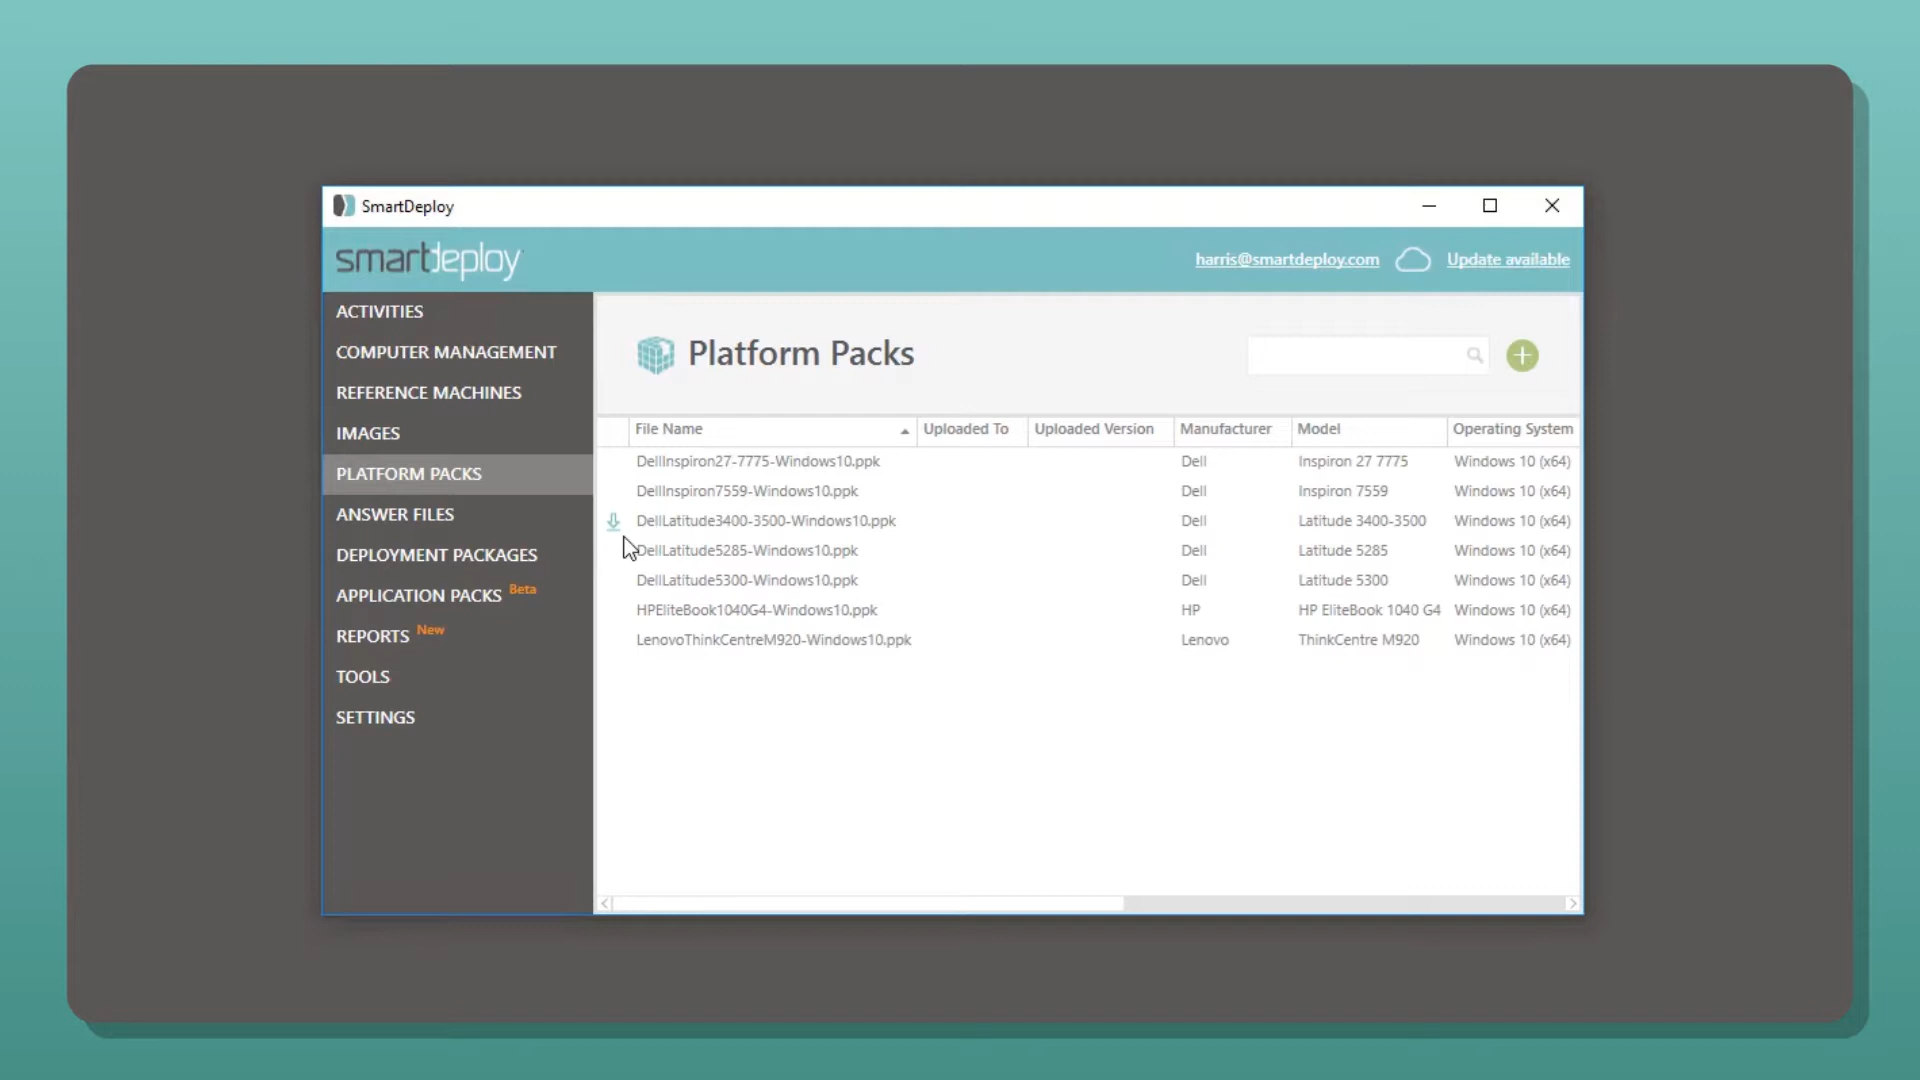 SmartDeploy
smartdeploy
harris@smartdeploy.com Update available
ACTIVITIES
COMPUTER MANAGEMENT
REFERENCE MACHINES
IMAGES
PLATFORM PACKS
ANSWER FILES
DEPLOYMENT PACKAGES
APPLICATION PACKS Beta
REPORTS New
TOOLS
SETTINGS
Platform Packs
File Name Uploaded To Uploaded Version Manufacturer Model Operating System
DellInspiron27-7775-Windows10.ppk Dell Inspiron 27 7775 Windows 10 (x64)
DellInspiron7559-Windows10.ppk Dell Inspiron 7559 Windows 10 (x64)
DellLatitude3400-3500-Windows10.ppk Dell Latitude 3400-3500 Windows 10 (x64)
DellLatitude5285-Windows10.ppk Dell Latitude 5285 Windows 10 (x64)
DellLatitude5300-Windows10.ppk Dell Latitude 5300 Windows 10 (x64)
HPEliteBook1040G4-Windows10.ppk HP HP EliteBook 1040 G4 Windows 10 (x64)
LenovoThinkCentreM920-Windows10.ppk Lenovo ThinkCentre M920 Windows 10 (x64)